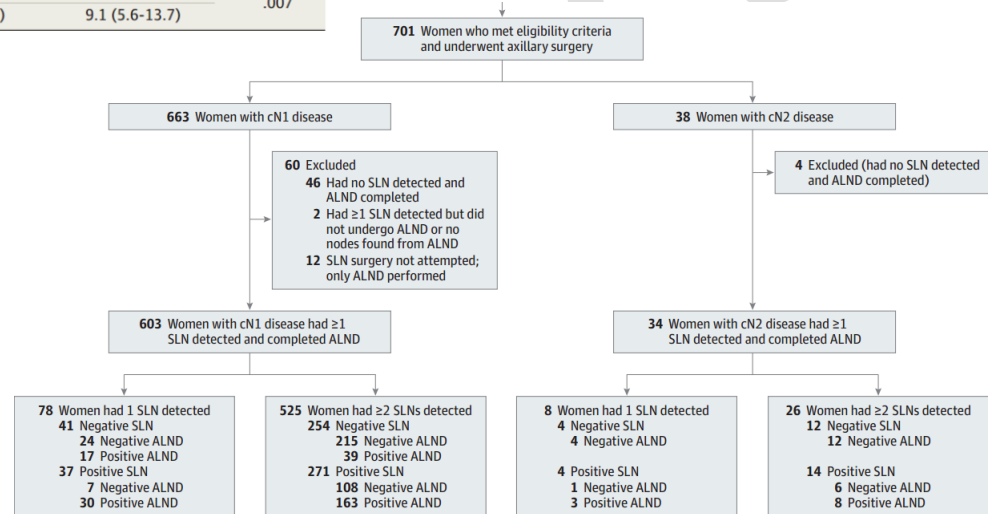 )
9.1 (5.6-13.7)
.007
701 Women who met eligibility criteria
and underwent axillary surgery
663 Women with cN1 disease
38 Women with cN2 disease
60 Excluded
46 Had no SLN detected and
ALND completed
2 Had ≥1 SLN detected but did
not undergo ALND or no
nodes found from ALND
12 SLN surgery not attempted;
only ALND performed
4 Excluded (had no SLN detected
and ALND completed)
603 Women with cN1 disease had ≥1
SLN detected and completed ALND
34 Women with cN2 disease had ≥1
SLN detected and completed ALND
78 Women had 1 SLN detected
41 Negative SLN
24 Negative ALND
17 Positive ALND
37 Positive SLN
7 Negative ALND
30 Positive ALND
525 Women had ≥2 SLNs detected
254 Negative SLN
215 Negative ALND
39 Positive ALND
271 Positive SLN
108 Negative ALND
163 Positive ALND
8 Women had 1 SLN detected
4 Negative SLN
4 Negative ALND
4 Positive SLN
1 Negative ALND
3 Positive ALND
26 Women had ≥2 SLNs detected
12 Negative SLN
12 Negative ALND
14 Positive SLN
6 Negative ALND
8 Positive ALND